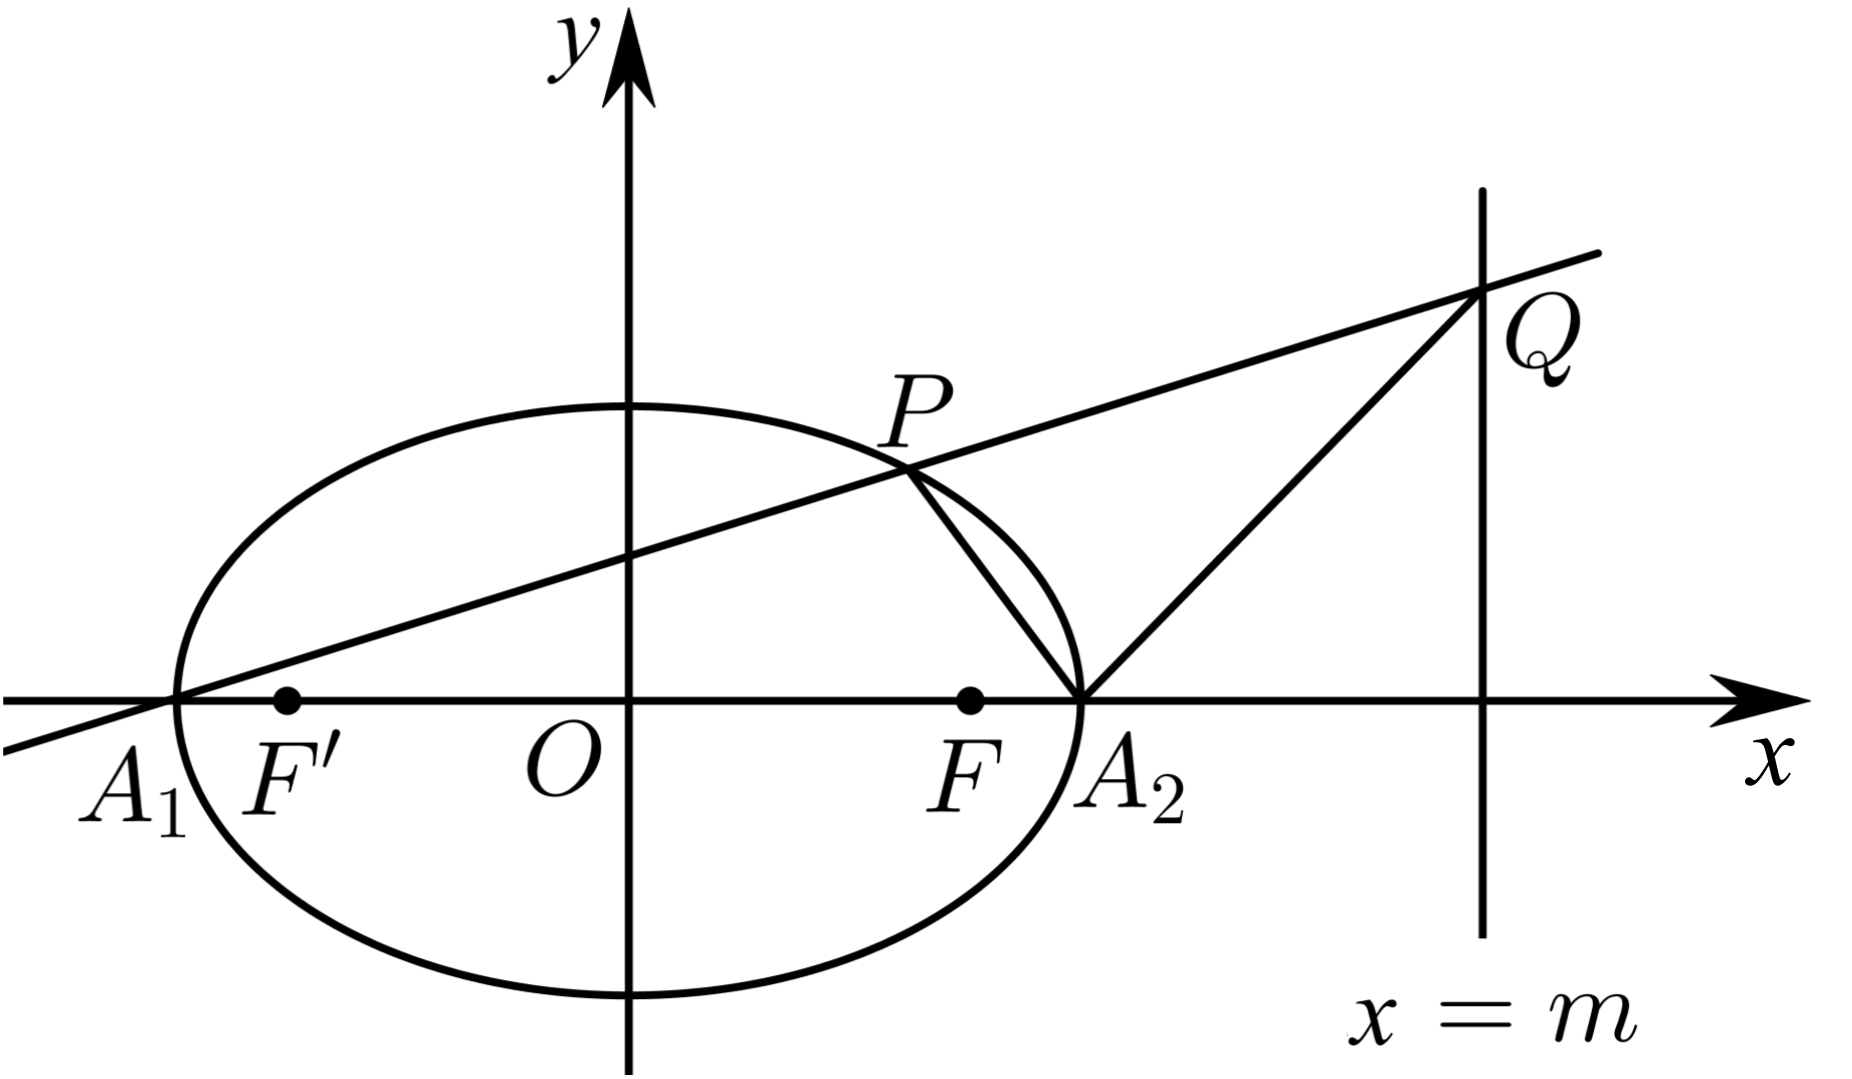 y
Q
P
A₁ F′ O F A₂ x
x = m